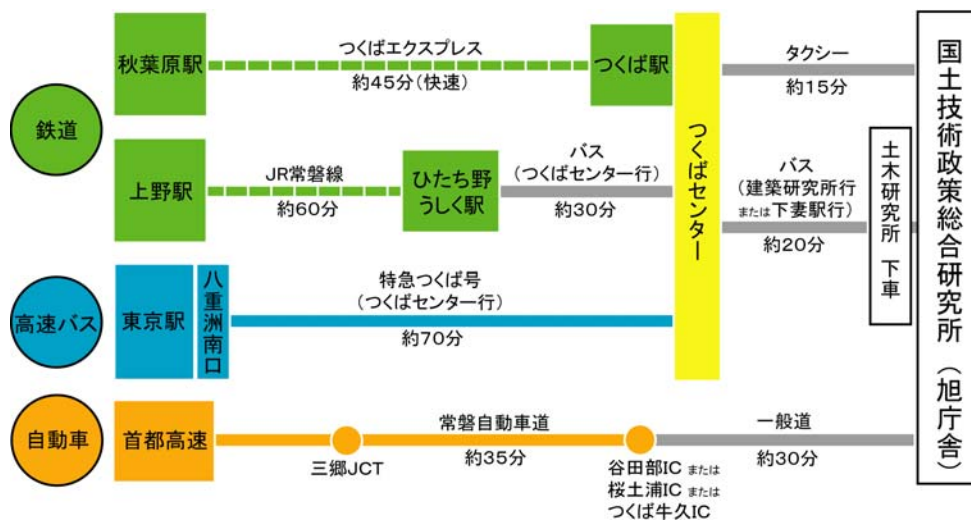 鉄道
秋葉原駅
つくばエクスプレス
約45分(快速)
つくば駅
上野駅
JR常磐線
約60分
ひたち野
うしく駅
バス
(つくばセンター行)
約30分
高速バス
東京駅
八重洲南口
特急つくば号
(つくばセンター行)
約70分
つくばセンター
タクシー
約15分
バス
(建築研究所行
または下妻駅行)
約20分
土木研究所 下車
自動車
首都高速
三郷JCT
常磐自動車道
約35分
谷田部IC または
桜土浦IC または
つくば牛久IC
一般道
約30分
国土技術政策総合研究所 (旭庁舎)